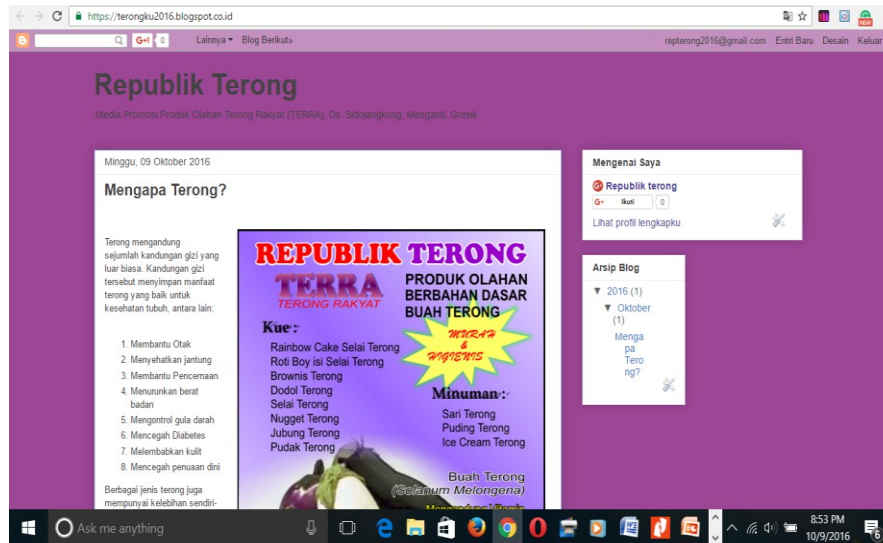 https://terongku2016.blogspot.co.id
G+1 0 Lainnya Blog Berikut» repterong2016@gmail.com Entri Baru Desain Keluar
Republik Terong
Media Promosi Produk Olahan Terong Rakyat (TERRA), Ds. Sidojangkung, Menganti, Gresik
Minggu, 09 Oktober 2016
Mengapa Terong?
Terong mengandung
sejumlah kandungan gizi yang
luar biasa. Kandungan gizi
tersebut menyimpan manfaat
terong yang baik untuk
kesehatan tubuh, antara lain:
1. Membantu Otak
2. Menyehatkan jantung
3. Membantu Pencernaan
4. Menurunkan berat
badan
5. Mengontrol gula darah
6. Mencegah Diabetes
7. Melembabkan kulit
8. Mencegah penuaan dini
Berbagai jenis terong juga
mempunyai kelebihan sendiri-
REPUBLIK TERONG
TERRA
TERONG RAKYAT
PRODUK OLAHAN
BERBAHAN DASAR
BUAH TERONG
MURAH
&
HIGIENIS
Kue :
Rainbow Cake Selai Terong
Roti Boy isi Selai Terong
Brownis Terong
Dodol Terong
Selai Terong
Nugget Terong
Jubung Terong
Pudak Terong
Minuman :
Sari Terong
Puding Terong
Ice Cream Terong
Buah Terong
(Solanum Melongena)
Mengenai Saya
Republik terong
G+ Ikuti 0
Lihat profil lengkapku
Arsip Blog
▼ 2016 (1)
▼ Oktober
(1)
Menga
pa
Tero
ng?
Ask me anything
8:53 PM
10/9/2016
6